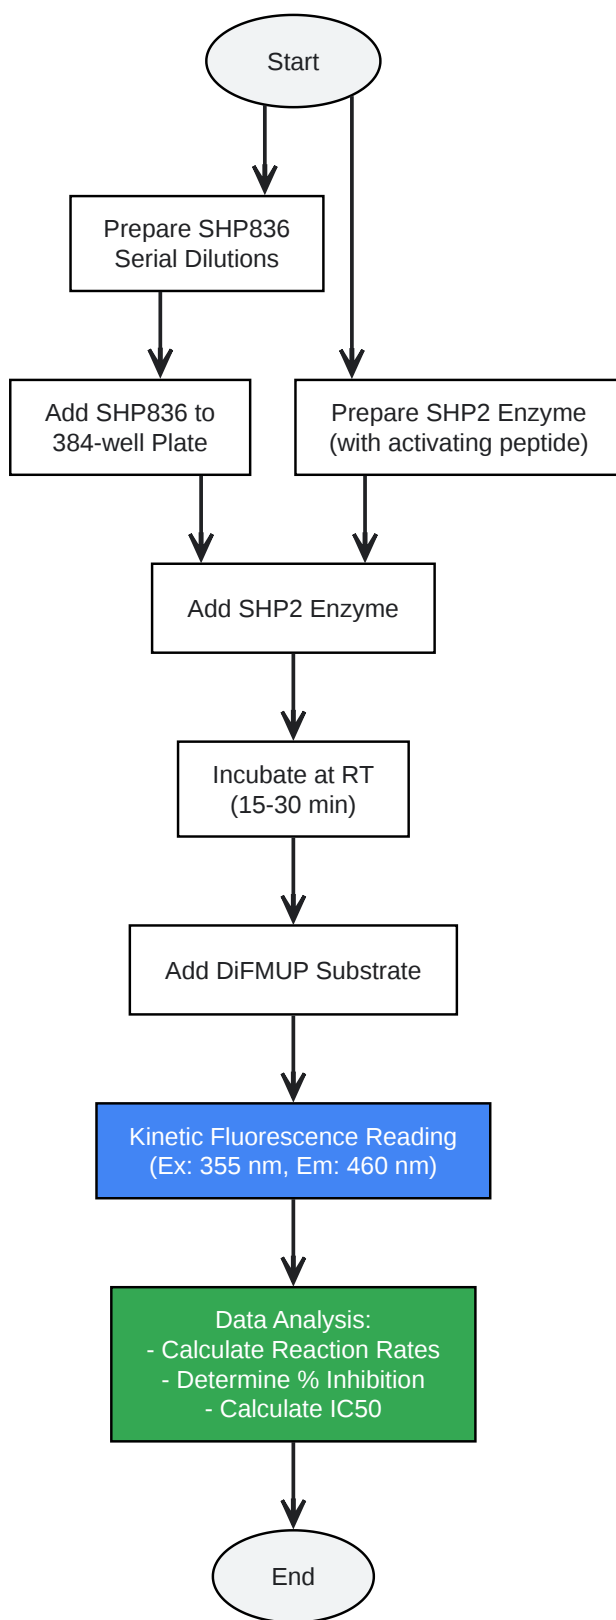 Start
Prepare SHP836
Serial Dilutions
Add SHP836 to
384-well Plate
Prepare SHP2 Enzyme
(with activating peptide)
Add SHP2 Enzyme
Incubate at RT
(15-30 min)
Add DiFMUP Substrate
Kinetic Fluorescence Reading
(Ex: 355 nm, Em: 460 nm)
Data Analysis:
- Calculate Reaction Rates
- Determine % Inhibition
- Calculate IC50
End